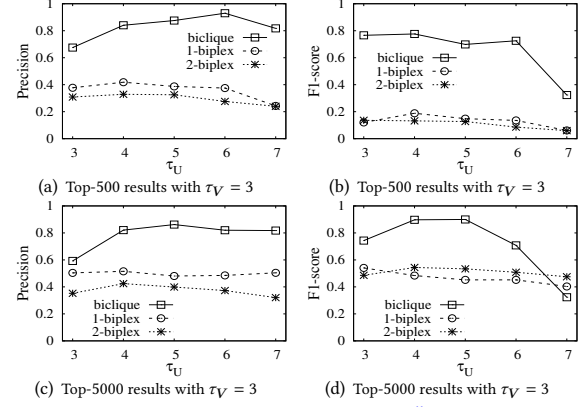 1
0.8
0.6
0.4
0.2
0
Precision
biclique
1-biplex
2-biplex
3 4 5 6 7
τU
(a) Top-500 results with τV = 3
1
0.8
0.6
0.4
0.2
0
F1-score
biclique
1-biplex
2-biplex
3 4 5 6 7
τU
(b) Top-500 results with τV = 3
1
0.8
0.6
0.4
0.2
0
Precision
biclique
1-biplex
2-biplex
3 4 5 6 7
τU
(c) Top-5000 results with τV = 3
1
0.8
0.6
0.4
0.2
0
F1-score
biclique
1-biplex
2-biplex
3 4 5 6 7
τU
(d) Top-5000 results with τV = 3